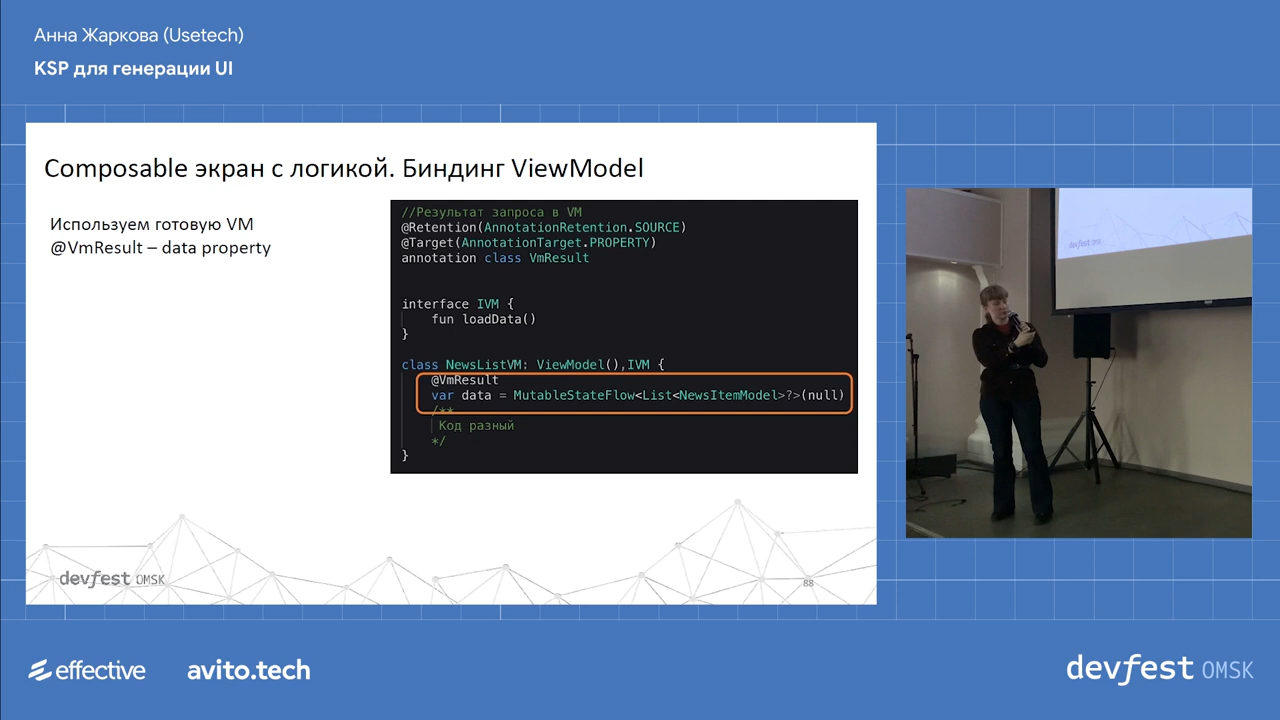 Анна Жаркова (Usetech)
KSP для генерации UI
Composable экран с логикой. Биндинг ViewModel
Используем готовую VM
@VmResult – data property
//Результат запроса в VM
@Retention(AnnotationRetention.SOURCE)
@Target(AnnotationTarget.PROPERTY)
annotation class VmResult
interface IVM {
fun loadData()
}
class NewsListVM: ViewModel(),IVM {
@VmResult
var data = MutableStateFlow<List<NewsItemModel>?>(null)
/**
Код разный
*/
}
devfest OMSK
88
effective
avito.tech
devfest OMSK